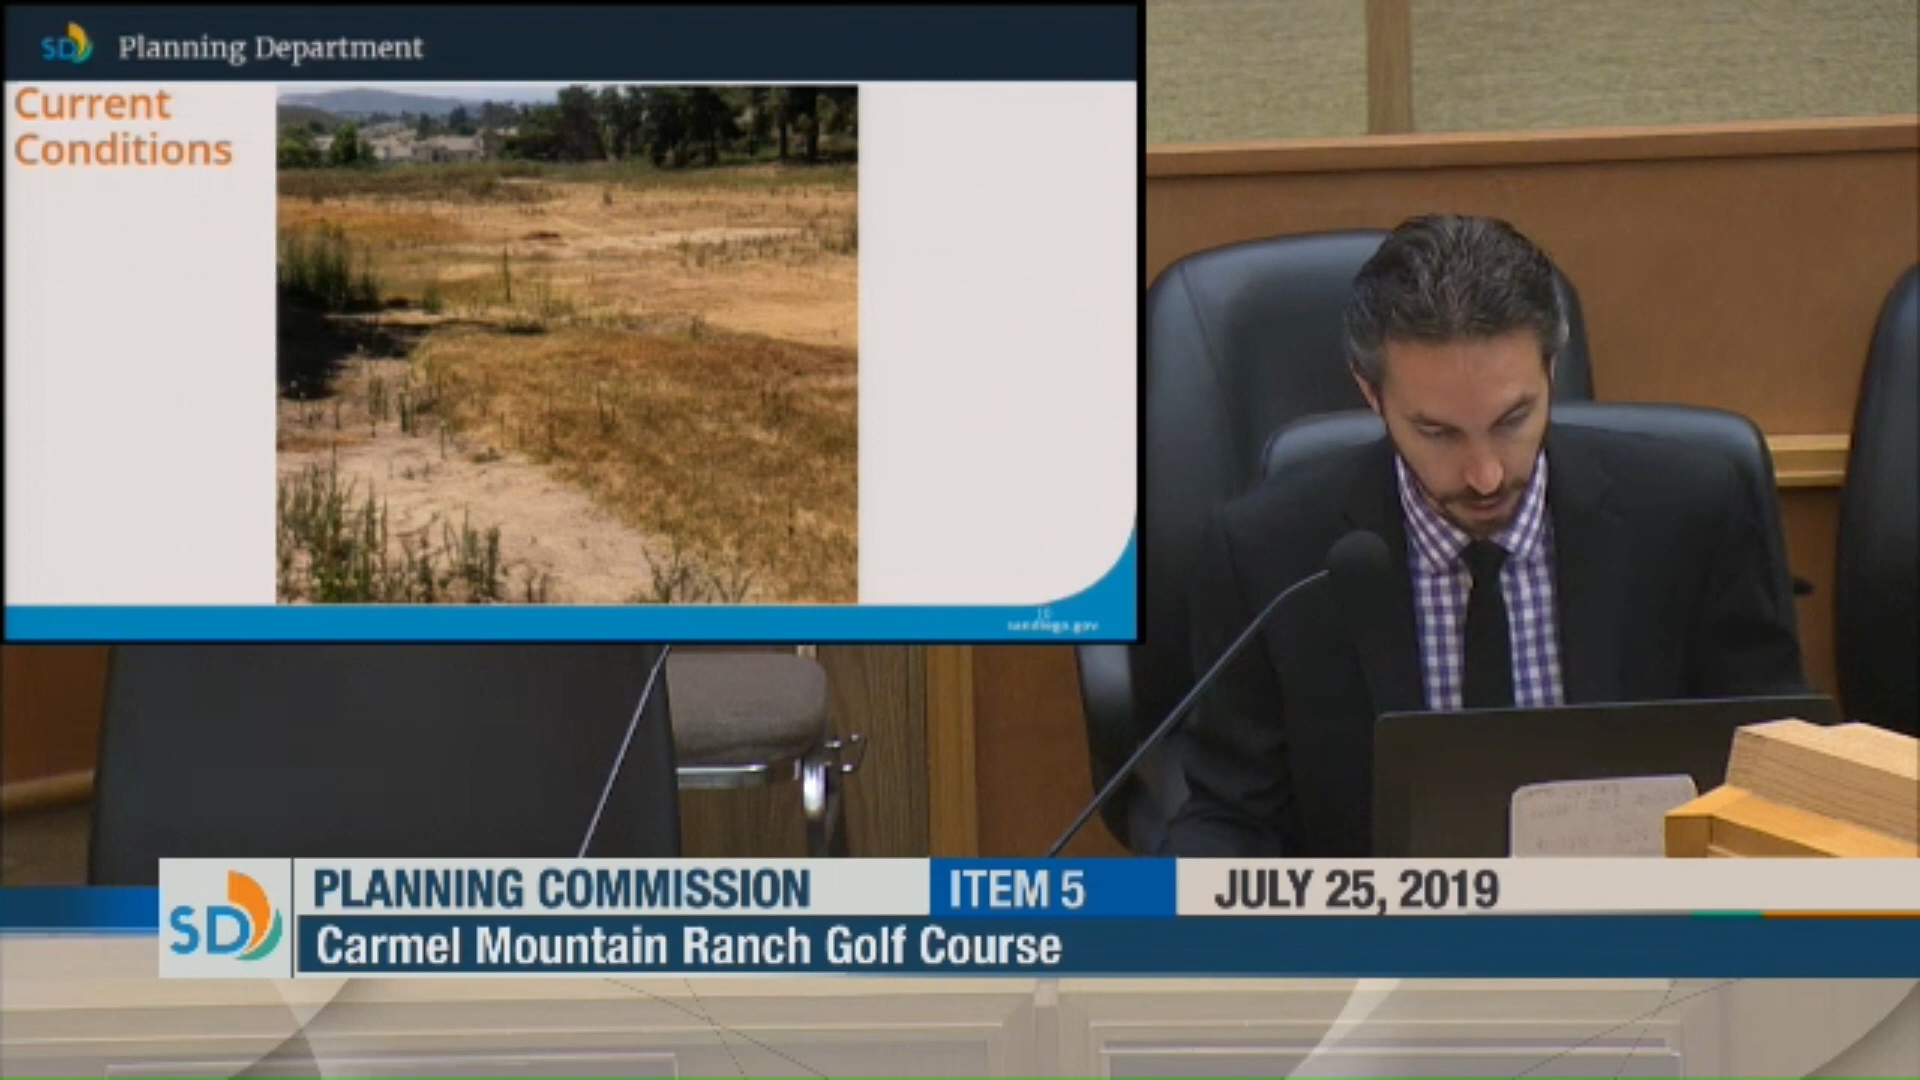 SD Planning Department
Current
Conditions
10
sandiego.gov
SD
PLANNING COMMISSION ITEM 5 JULY 25, 2019
Carmel Mountain Ranch Golf Course